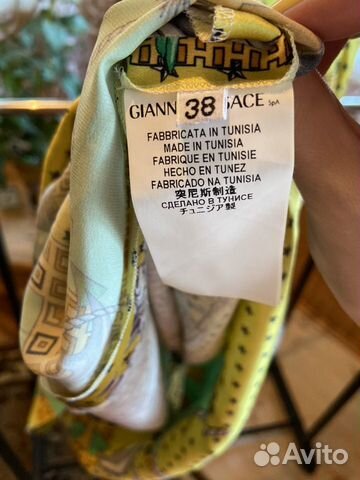 GIANN 38 SACE SpA
FABBRICATA IN TUNISIA
MADE IN TUNISIA
FABRIQUE EN TUNISIE
HECHO EN TUNEZ
FABRICADO NA TUNISIA
突尼斯制造
СДЕЛАНО В ТУНИСЕ
チュニジア製
Avito